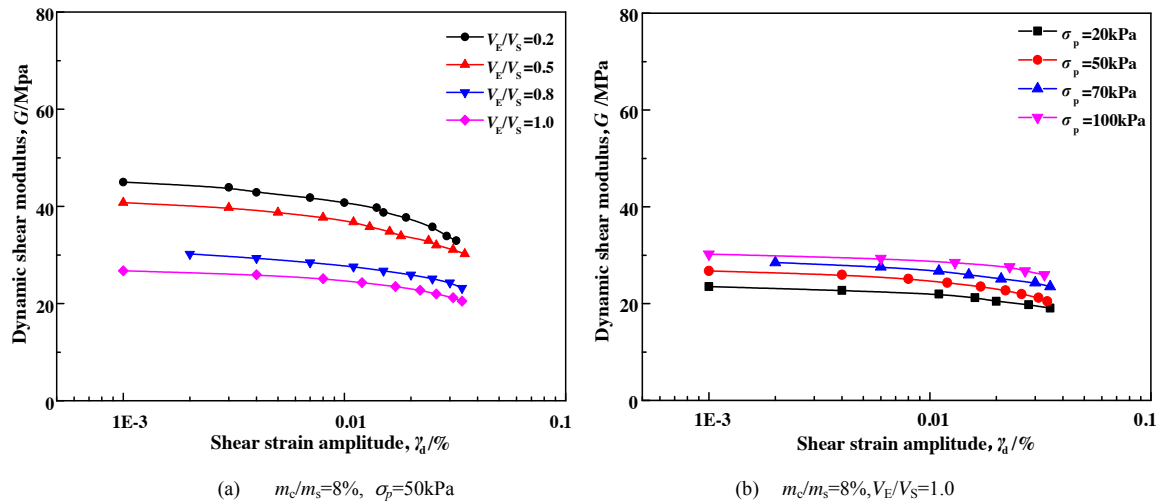 80
60
40
20
0
1E-3
0.01
0.1
Dynamic shear modulus, G/Mpa
Shear strain amplitude, γd/%
VE/VS=0.2
VE/VS=0.5
VE/VS=0.8
VE/VS=1.0
(a) mc/ms=8%, σp=50kPa
80
60
40
20
0
1E-3
0.01
0.1
Dynamic shear modulus, G /MPa
Shear strain amplitude, γd/%
σp=20kPa
σp=50kPa
σp=70kPa
σp=100kPa
(b) mc/ms=8%,VE/VS=1.0